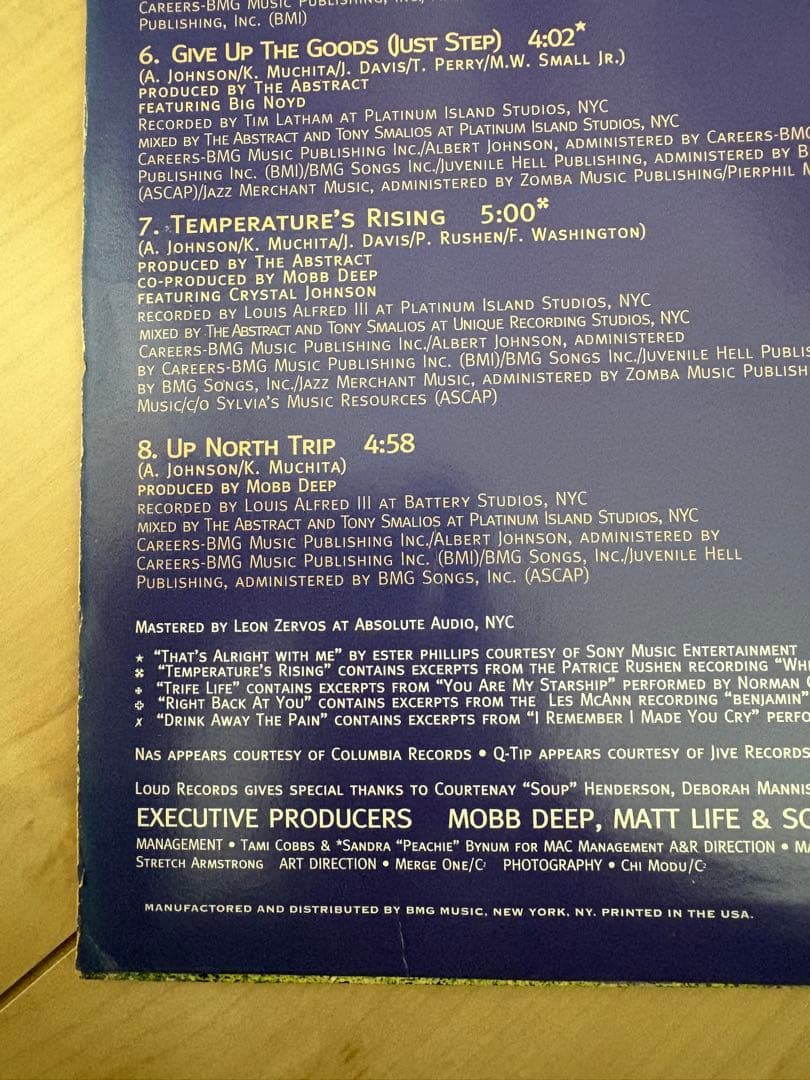 CAREERS-BMG MUSIC PUBLISHING, INC./
PUBLISHING, INC. (BMI)
6. GIVE UP THE GOODS (JUST STEP) 4:02★
(A. JOHNSON/K. MUCHITA/J. DAVIS/T. PERRY/M.W. SMALL JR.)
PRODUCED BY THE ABSTRACT
FEATURING BIG NOYD
RECORDED BY TIM LATHAM AT PLATINUM ISLAND STUDIOS, NYC
MIXED BY THE ABSTRACT AND TONY SMALIOS AT PLATINUM ISLAND STUDIOS, NYC
CAREERS-BMG MUSIC PUBLISHING INC./ALBERT JOHNSON, ADMINISTERED BY CAREERS-BMG
PUBLISHING INC. (BMI)/BMG SONGS INC./JUVENILE HELL PUBLISHING, ADMINISTERED BY
(ASCAP)/JAZZ MERCHANT MUSIC, ADMINISTERED BY ZOMBA MUSIC PUBLISHING/PIERPHIL
7. TEMPERATURE'S RISING 5:00✖
(A. JOHNSON/K. MUCHITA/J. DAVIS/P. RUSHEN/F. WASHINGTON)
PRODUCED BY THE ABSTRACT
CO-PRODUCED BY MOBB DEEP
FEATURING CRYSTAL JOHNSON
RECORDED BY LOUIS ALFRED III AT PLATINUM ISLAND STUDIOS, NYC
MIXED BY THE ABSTRACT AND TONY SMALIOS AT UNIQUE RECORDING STUDIOS, NYC
CAREERS-BMG MUSIC PUBLISHING INC./ALBERT JOHNSON, ADMINISTERED
BY CAREERS-BMG MUSIC PUBLISHING INC. (BMI)/BMG SONGS INC./JUVENILE HELL PUBLIS
BY BMG SONGS, INC./JAZZ MERCHANT MUSIC, ADMINISTERED BY ZOMBA MUSIC PUBLISH
MUSIC/C/O SYLVIA'S MUSIC RESOURCES (ASCAP)
8. UP NORTH TRIP 4:58
(A. JOHNSON/K. MUCHITA)
PRODUCED BY MOBB DEEP
RECORDED BY LOUIS ALFRED III AT BATTERY STUDIOS, NYC
MIXED BY THE ABSTRACT AND TONY SMALIOS AT PLATINUM ISLAND STUDIOS, NYC
CAREERS-BMG MUSIC PUBLISHING INC./ALBERT JOHNSON, ADMINISTERED BY
CAREERS-BMG MUSIC PUBLISHING INC. (BMI)/BMG SONGS, INC./JUVENILE HELL
PUBLISHING, ADMINISTERED BY BMG SONGS, INC. (ASCAP)
MASTERED BY LEON ZERVOS AT ABSOLUTE AUDIO, NYC
★ "THAT'S ALRIGHT WITH ME" BY ESTER PHILLIPS COURTESY OF SONY MUSIC ENTERTAINMENT
✖ "TEMPERATURE'S RISING" CONTAINS EXCERPTS FROM THE PATRICE RUSHEN RECORDING "WH
✦ "TRIFE LIFE" CONTAINS EXCERPTS FROM "YOU ARE MY STARSHIP" PERFORMED BY NORMAN
✥ "RIGHT BACK AT YOU" CONTAINS EXCERPTS FROM THE LES MCANN RECORDING "BENJAMIN"
✗ "DRINK AWAY THE PAIN" CONTAINS EXCERPTS FROM "I REMEMBER I MADE YOU CRY" PERFO
NAS APPEARS COURTESY OF COLUMBIA RECORDS • Q-TIP APPEARS COURTESY OF JIVE RECORDS
LOUD RECORDS GIVES SPECIAL THANKS TO COURTENAY "SOUP" HENDERSON, DEBORAH MANNIS
EXECUTIVE PRODUCERS MOBB DEEP, MATT LIFE & SC
MANAGEMENT • TAMI COBBS & *SANDRA "PEACHIE" BYNUM FOR MAC MANAGEMENT A&R DIRECTION • MA
STRETCH ARMSTRONG ART DIRECTION • MERGE ONE/C² PHOTOGRAPHY • CHI MODU/C²
MANUFACTORED AND DISTRIBUTED BY BMG MUSIC, NEW YORK, NY. PRINTED IN THE USA.